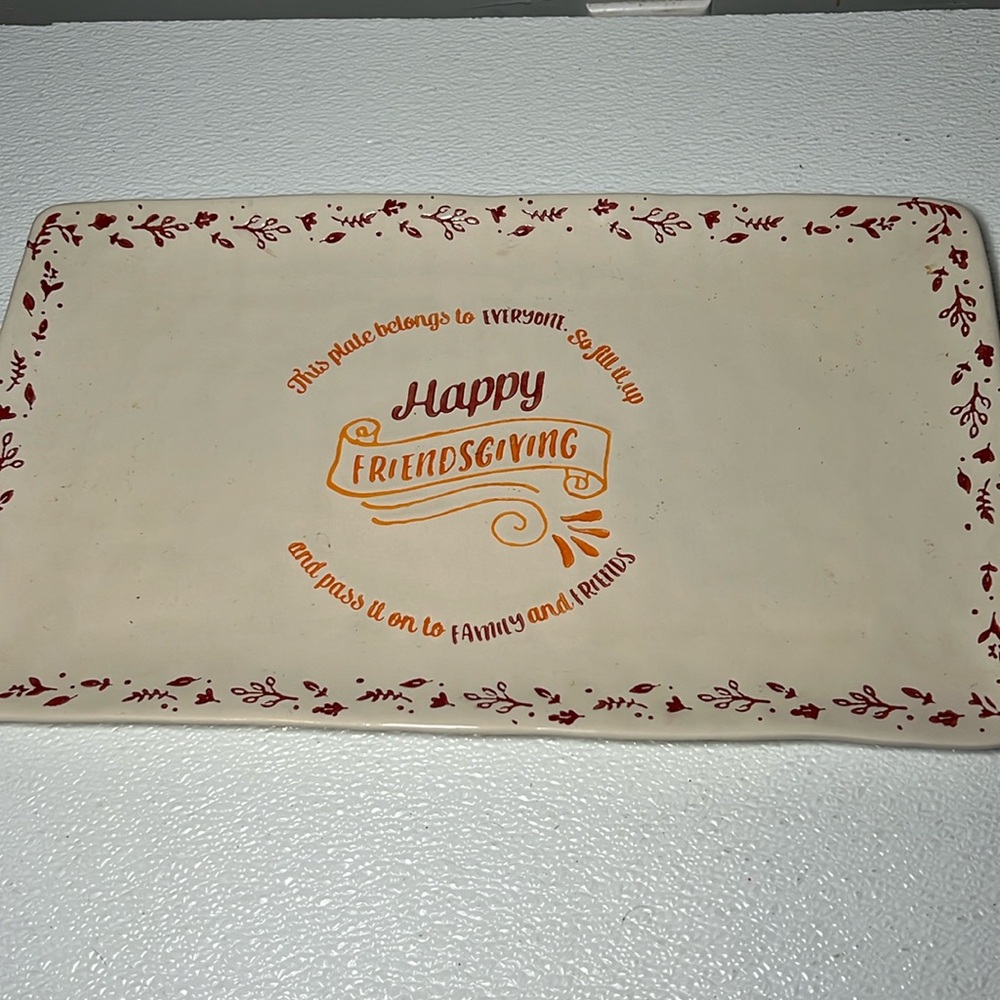 This plate belongs to EVERYONE. So fill it up
Happy
FRIENDSGIVING
and pass it on to FAMILY and FRIENDS